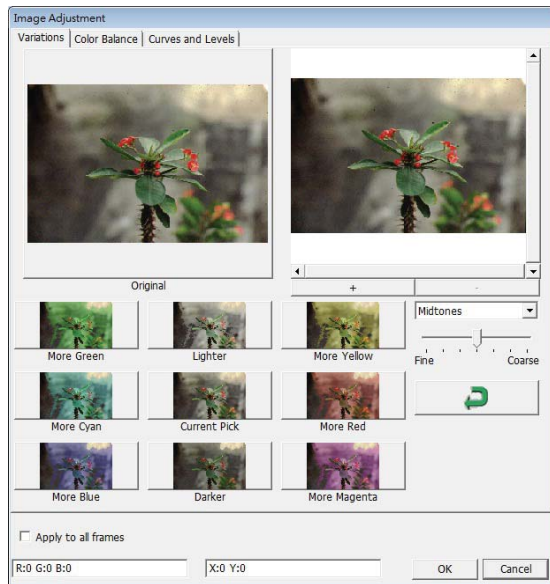 Image Adjustment
Variations Color Balance Curves and Levels
Original
+ -
Midtones
Fine Coarse
More Green Lighter More Yellow
More Cyan Current Pick More Red
More Blue Darker More Magenta
Apply to all frames
R:0 G:0 B:0 X:0 Y:0 OK Cancel